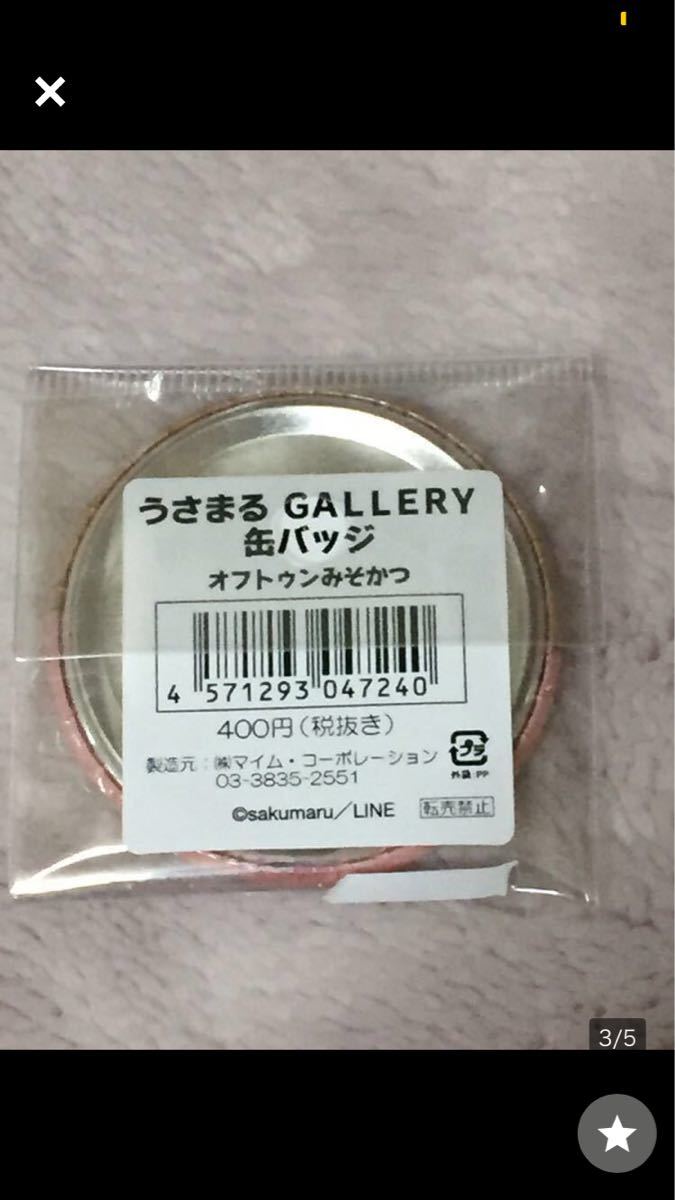 うさまる GALLERY
缶バッジ
オフトゥンみそかつ
4 571293 047240
400円(税抜き)
製造元:㈱マイム・コーポレーション
03-3835-2551
プラ
外袋:PP
©sakumaru/LINE
転売禁止
3/5